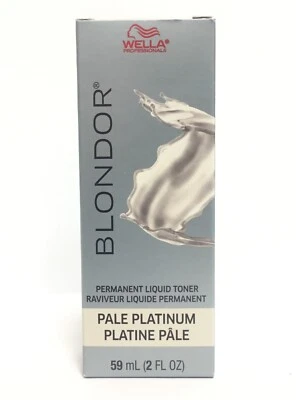 WELLA
PROFESSIONALS
BLONDOR®
PERMANENT LIQUID TONER
RAVIVEUR LIQUIDE PERMANENT
PALE PLATINUM
PLATINE PÂLE
59 mL (2 FL OZ)